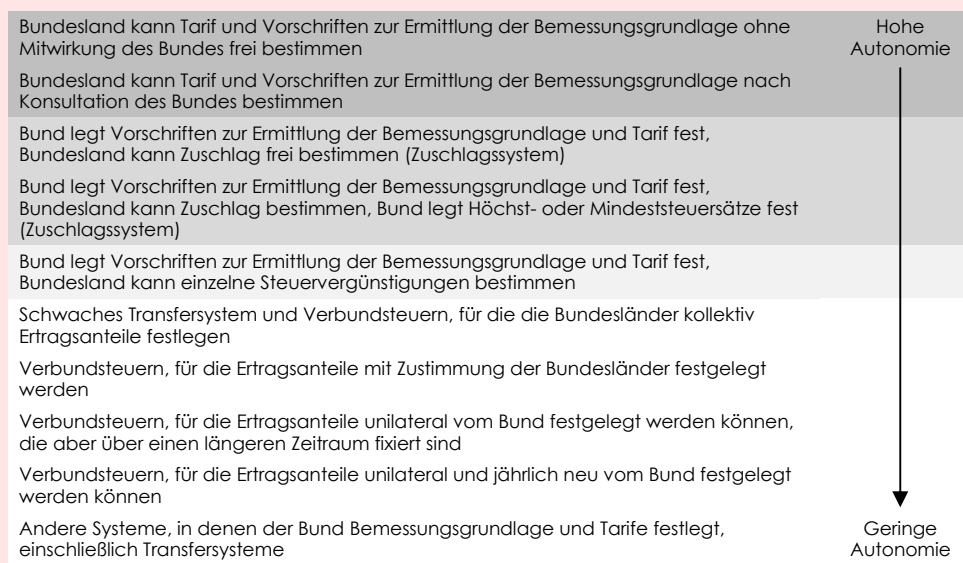 Bundesland kann Tarif und Vorschriften zur Ermittlung der Bemessungsgrundlage ohne
Mitwirkung des Bundes frei bestimmen
Hohe
Autonomie
Bundesland kann Tarif und Vorschriften zur Ermittlung der Bemessungsgrundlage nach
Konsultation des Bundes bestimmen
Bund legt Vorschriften zur Ermittlung der Bemessungsgrundlage und Tarif fest,
Bundesland kann Zuschlag frei bestimmen (Zuschlagssystem)
Bund legt Vorschriften zur Ermittlung der Bemessungsgrundlage und Tarif fest,
Bundesland kann Zuschlag bestimmen, Bund legt Höchst- oder Mindeststeuersätze fest
(Zuschlagssystem)
Bund legt Vorschriften zur Ermittlung der Bemessungsgrundlage und Tarif fest,
Bundesland kann einzelne Steuervergünstigungen bestimmen
Schwaches Transfersystem und Verbundsteuern, für die die Bundesländer kollektiv
Ertragsanteile festlegen
Verbundsteuern, für die Ertragsanteile mit Zustimmung der Bundesländer festgelegt
werden
Verbundsteuern, für die Ertragsanteile unilateral vom Bund festgelegt werden können,
die aber über einen längeren Zeitraum fixiert sind
Verbundsteuern, für die Ertragsanteile unilateral und jährlich neu vom Bund festgelegt
werden können
Andere Systeme, in denen der Bund Bemessungsgrundlage und Tarife festlegt,
einschließlich Transfersysteme
Geringe
Autonomie